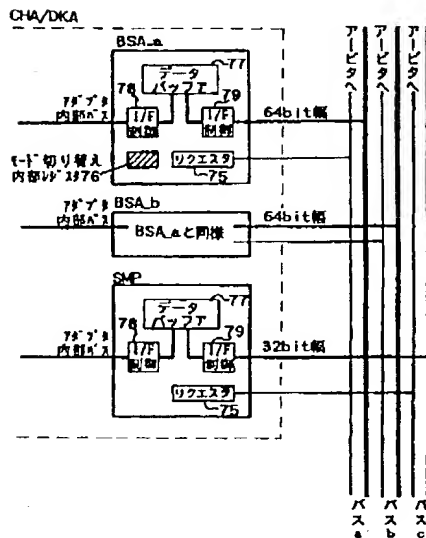 CHA/DKA
BSA_a
77
データ
バッファ
78
79
I/F
制御
I/F
制御
アダプタ
内部バス
64bit幅
モード切り替え
内部レジスタ76
リクエスタ
75
BSA_b
アダプタ
内部バス
BSA_aと同様
64bit幅
SMP
77
データ
バッファ
78
79
I/F
制御
I/F
制御
アダプタ
内部バス
32bit幅
リクエスタ
75
アービタへ
アービタへ
アービタへ
バスa
バスb
バスc